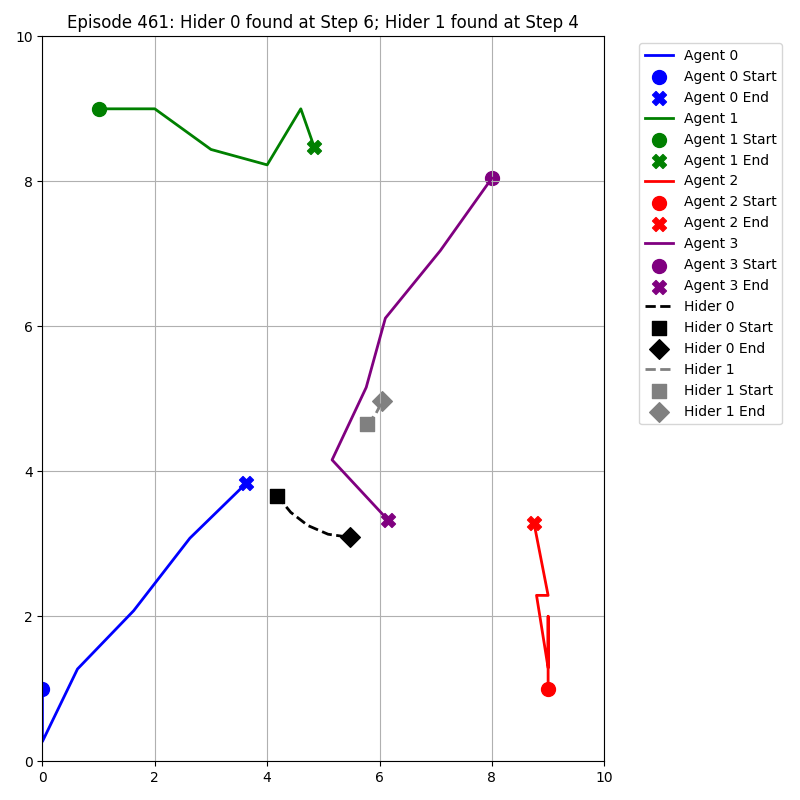 Episode 461: Hider 0 found at Step 6; Hider 1 found at Step 4
10
8
6
4
2
0
0 2 4 6 8 10
Agent 0
Agent 0 Start
Agent 0 End
Agent 1
Agent 1 Start
Agent 1 End
Agent 2
Agent 2 Start
Agent 2 End
Agent 3
Agent 3 Start
Agent 3 End
Hider 0
Hider 0 Start
Hider 0 End
Hider 1
Hider 1 Start
Hider 1 End